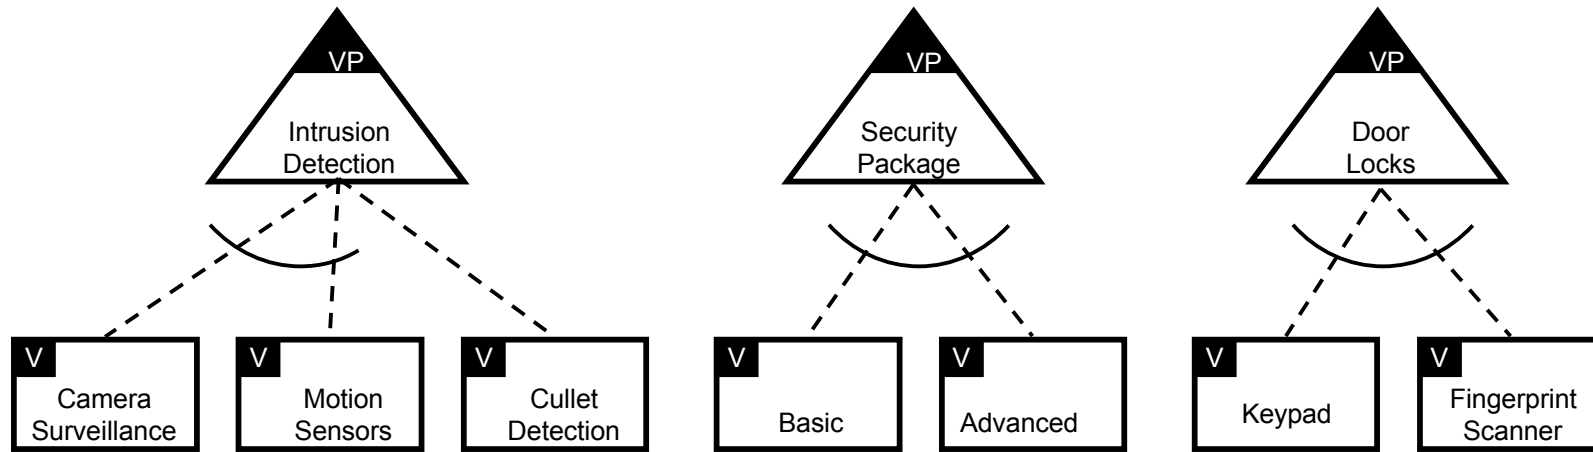 VP
Intrusion
Detection
VP
Security
Package
VP
Door
Locks
V
Camera
Surveillance
V
Motion
Sensors
V
Cullet
Detection
V
Basic
V
Advanced
V
Keypad
V
Fingerprint
Scanner